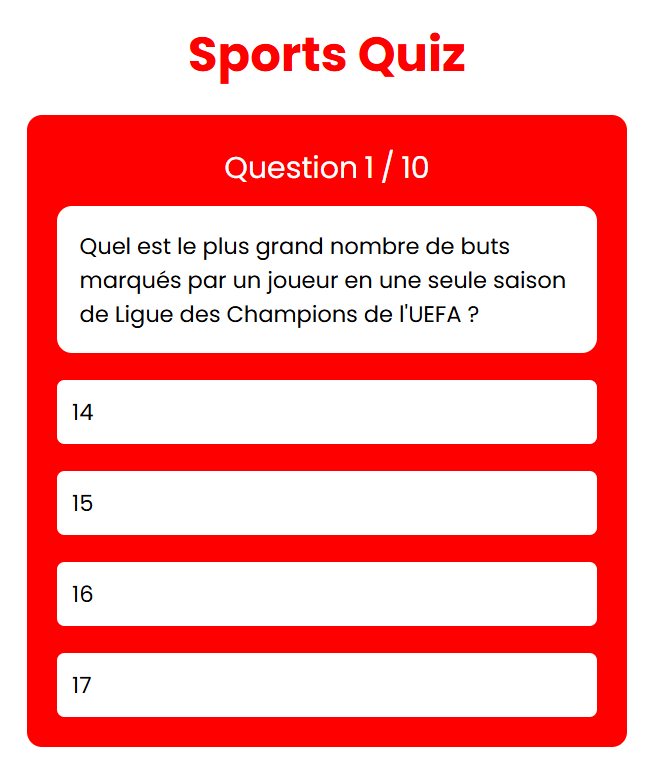 Sports Quiz
Question 1 / 10
Quel est le plus grand nombre de buts
marqués par un joueur en une seule saison
de Ligue des Champions de l'UEFA ?
14
15
16
17